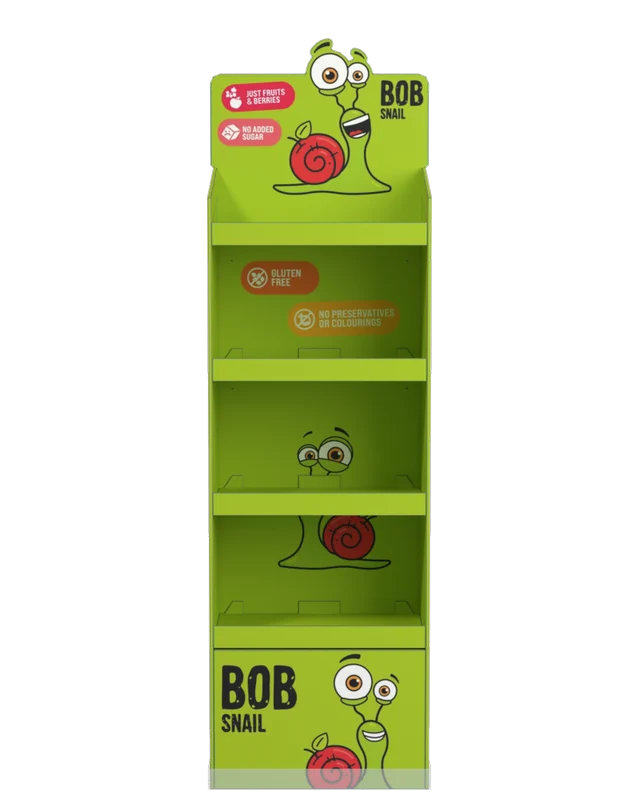 JUST FRUITS
& BERRIES
BOB
SNAIL
NO ADDED
SUGAR
GLUTEN
FREE
NO PRESERVATIVES
OR COLOURINGS
BOB
SNAIL